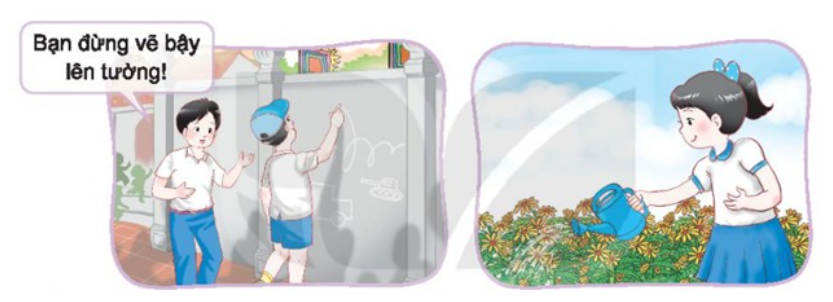 Bạn đừng vẽ bậy
lên tường!